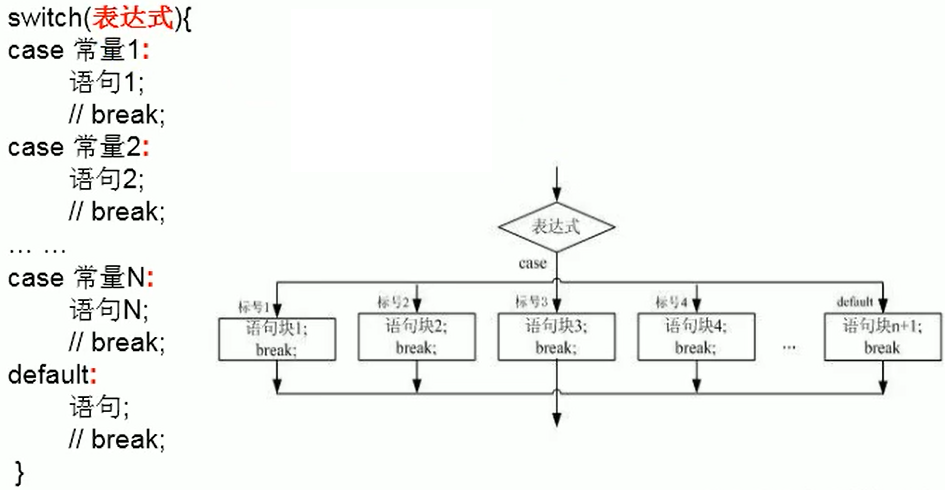 switch(表达式){
case 常量1:
语句1;
// break;
case 常量2:
语句2;
// break;
… …
case 常量N:
语句N;
// break;
default:
语句;
// break;
}
表达式
case
标号1
标号2
标号3
标号4
default
语句块1;
break;
语句块2;
break;
语句块3;
break;
语句块4;
break;
...
语句块n+1;
break